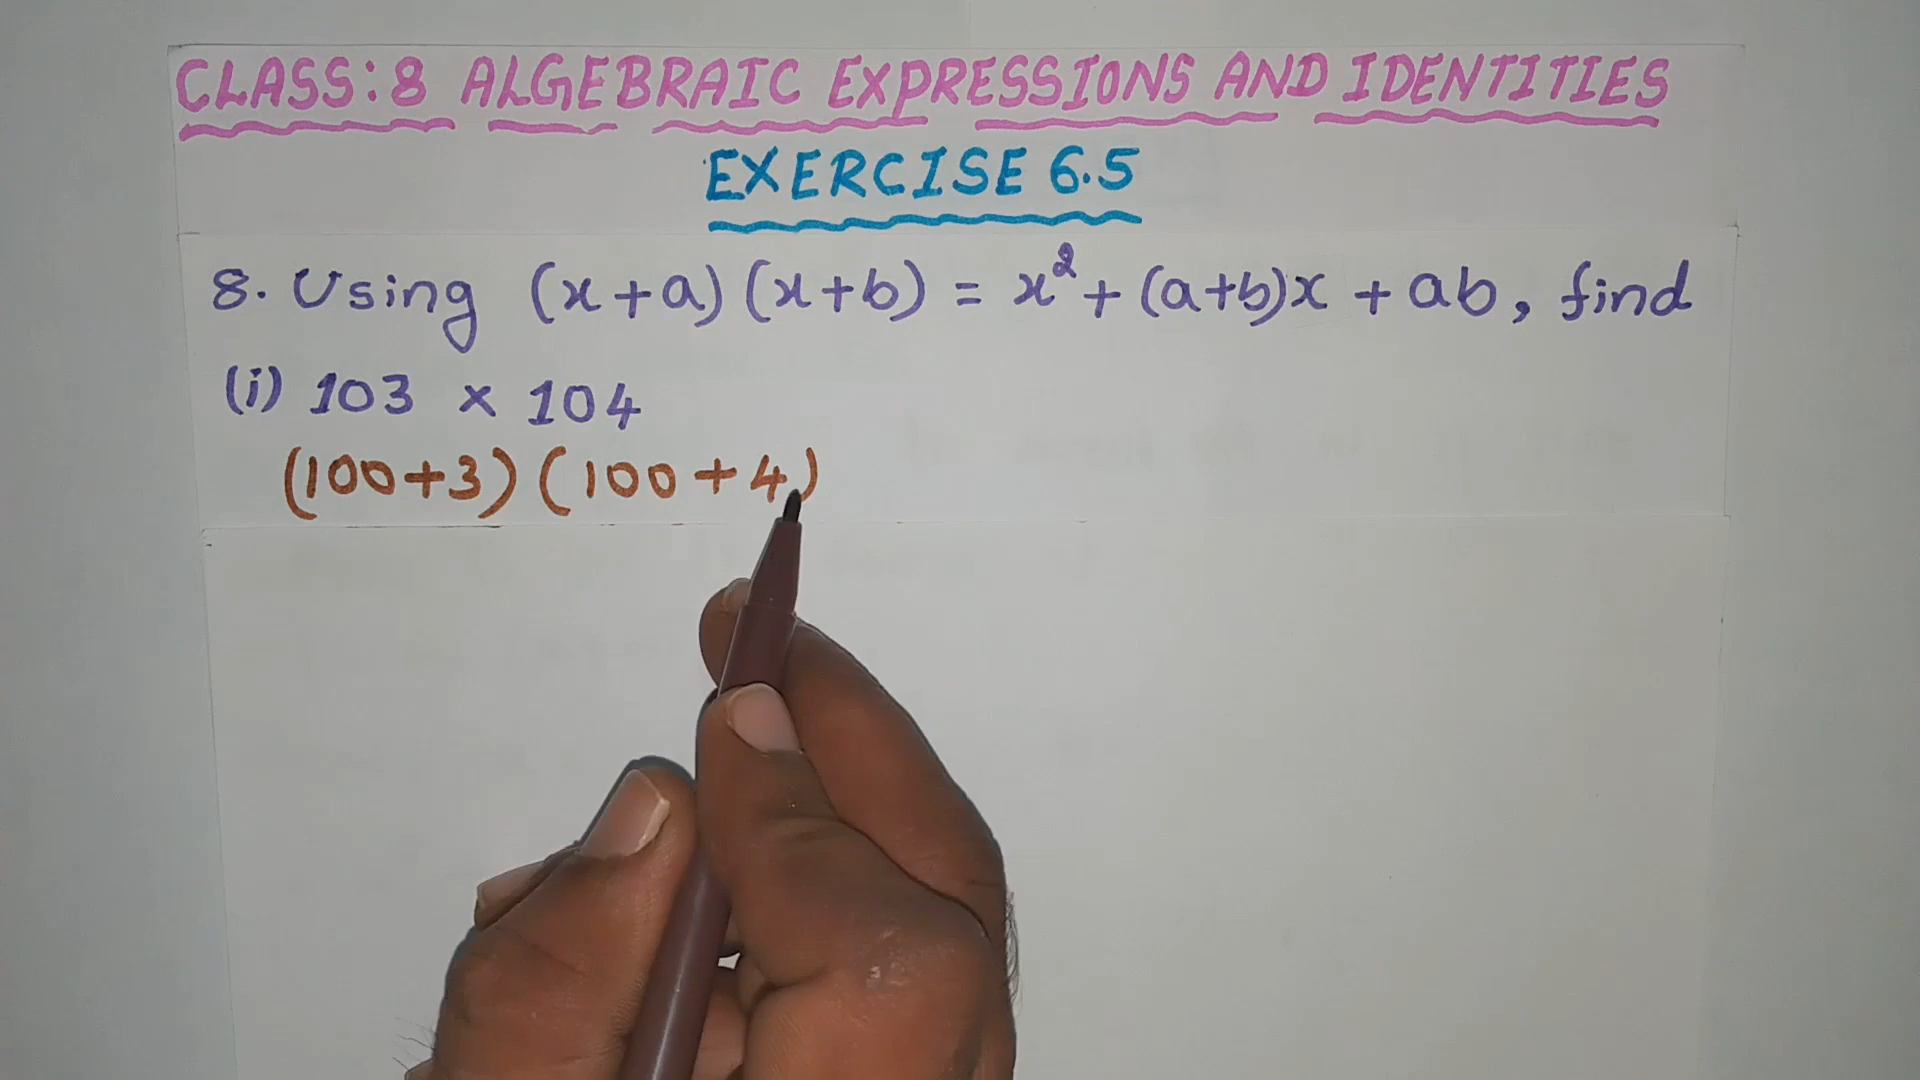 CLASS:8 ALGEBRAIC EXPRESSIONS AND IDENTITIES
EXERCISE 6.5
8. Using (x+a)(x+b) = x²+(a+b)x + ab, find
(i) 103 × 104
(100+3)(100+4)